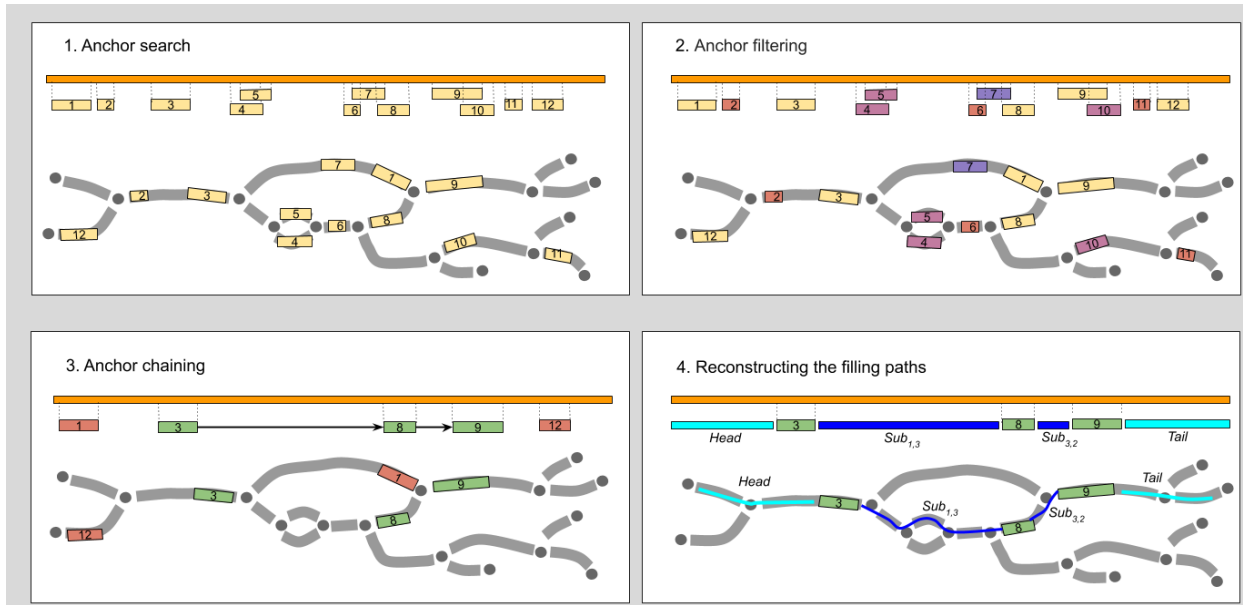 1. Anchor search
1 2 3 5 4 7 6 8 9 10 11 12
7 1 9
2 3
5
4 6 8
12
10
11
2. Anchor filtering
1 2 3 5 4 7 6 8 9 10 11 12
7 1 9
2 3
5
4 6 8
12
10
11
3. Anchor chaining
1 3 8 9 12
1 9
3
8
12
4. Reconstructing the filling paths
3 8 9
Head Sub1,3 Sub3,2 Tail
Head Tail
3 Sub1,3 9
8 Sub3,2